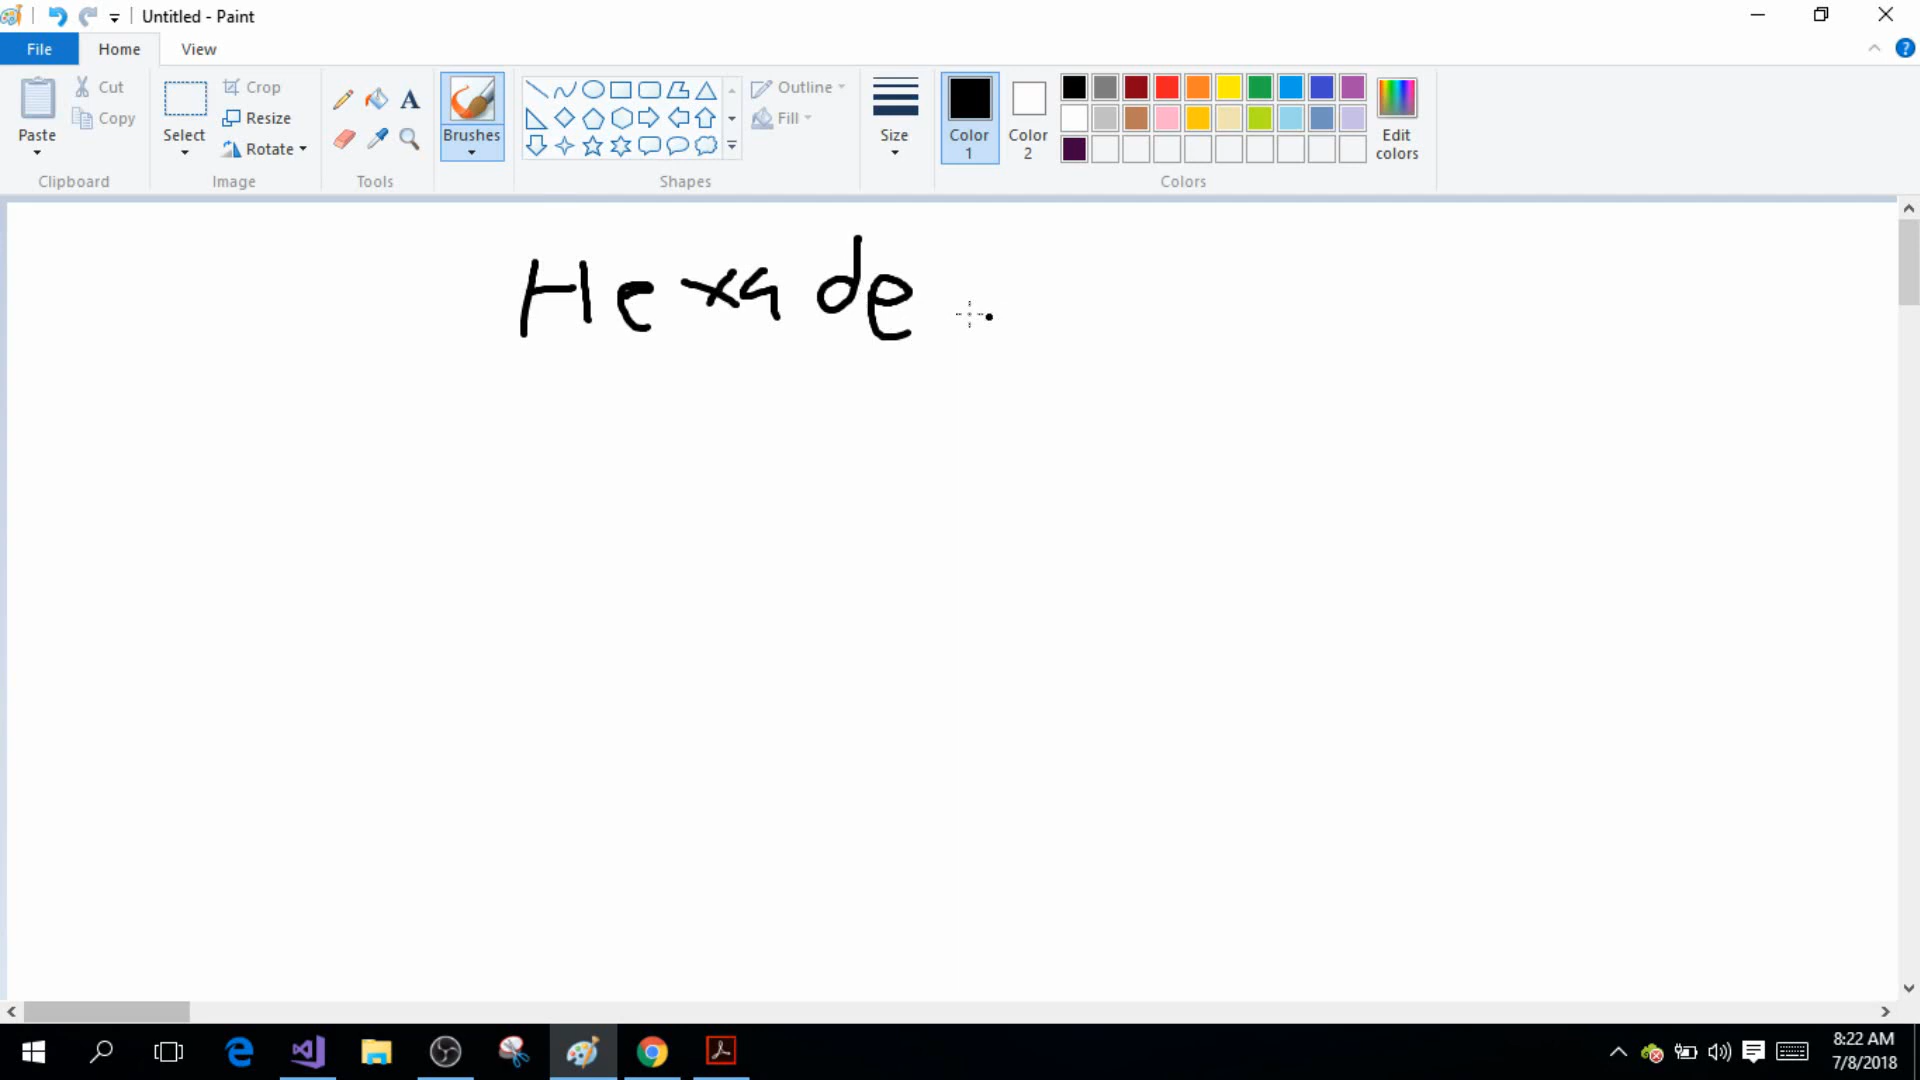 Untitled - Paint
File Home View
Paste Cut Copy Clipboard
Select Crop Resize Rotate Image
Tools
Brushes
Shapes Outline Fill
Size
Color 1 Color 2 Edit colors Colors
Hexade
8:22 AM
7/8/2018